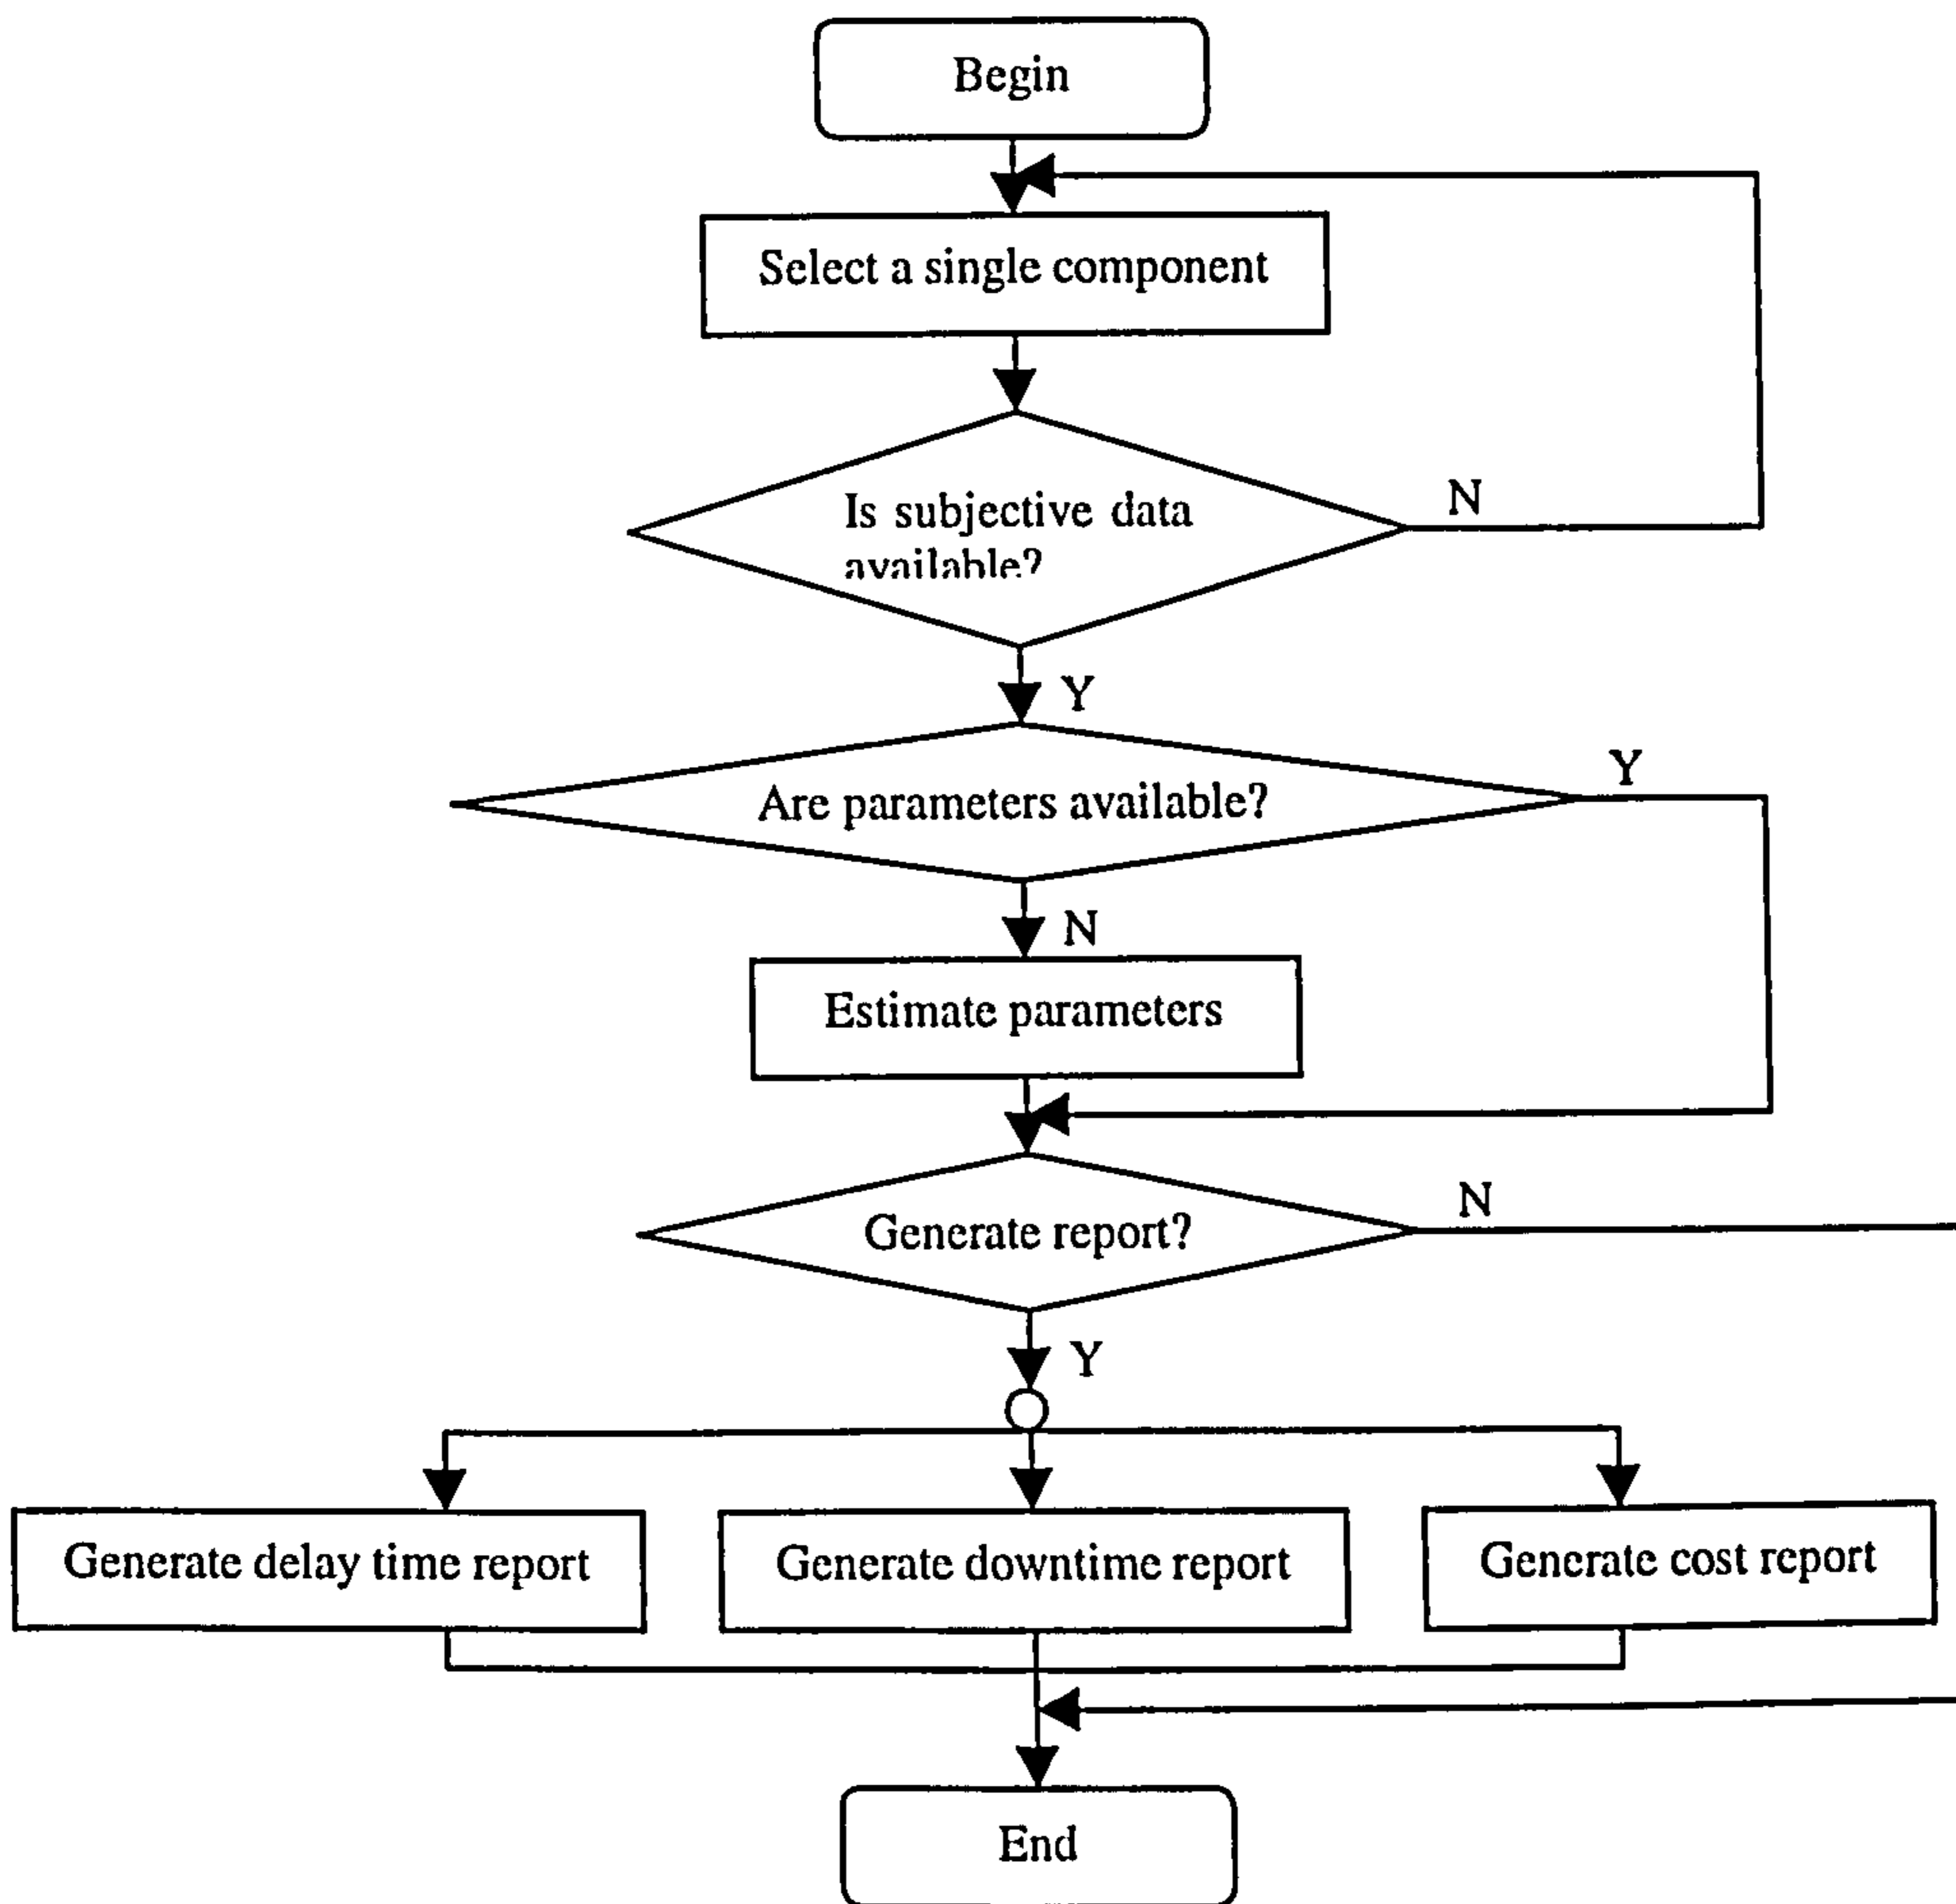 Begin
Select a single component
Is subjective data
available?
N
Y
Are parameters available?
Y
N
Estimate parameters
Generate report?
N
Y
Generate delay time report
Generate downtime report
Generate cost report
End